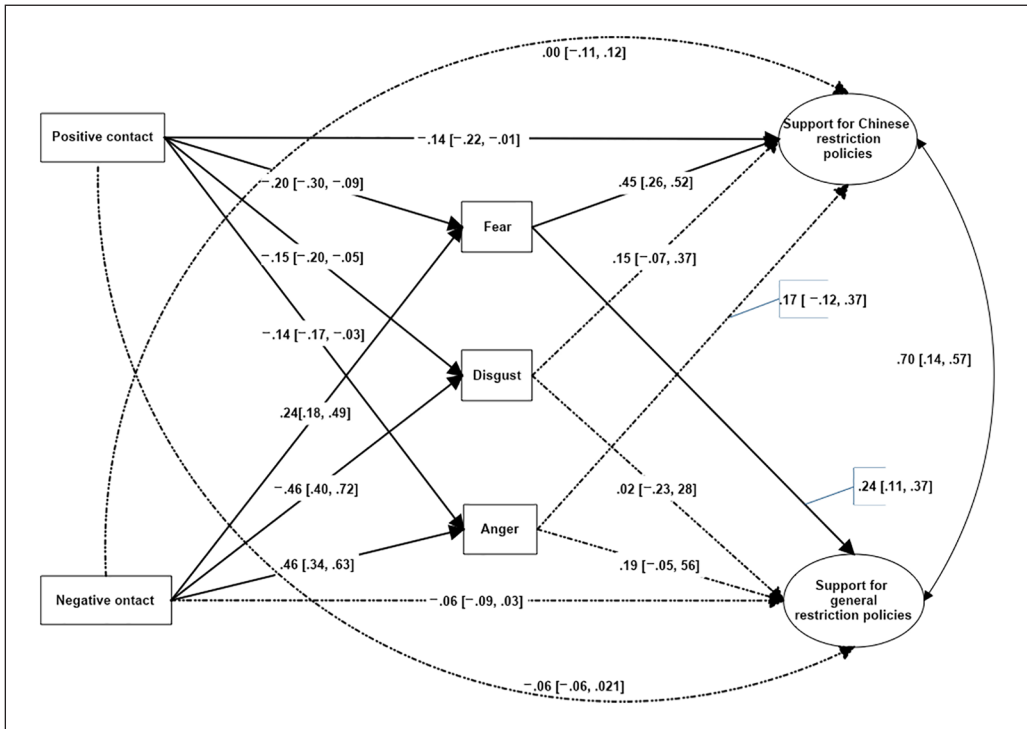 .00 [−.11, .12]
Positive contact
−.14 [−.22, −.01]
Support for Chinese
restriction
policies
−.20 [−.30, −.09]
.45 [.26, .52]
Fear
−.15 [−.20, −.05]
.15 [−.07, .37]
.17 [ −.12, .37]
−.14 [−.17, −.03]
.70 [.14, .57]
Disgust
.24[.18, .49]
−.46 [.40, .72]
.02 [−.23, 28]
.24 [.11, .37]
Anger
.46 [.34, .63]
.19 [−.05, 56]
Negative ontact
−.06 [−.09, .03]
Support for
general
restriction policies
−.06 [−.06, .021]